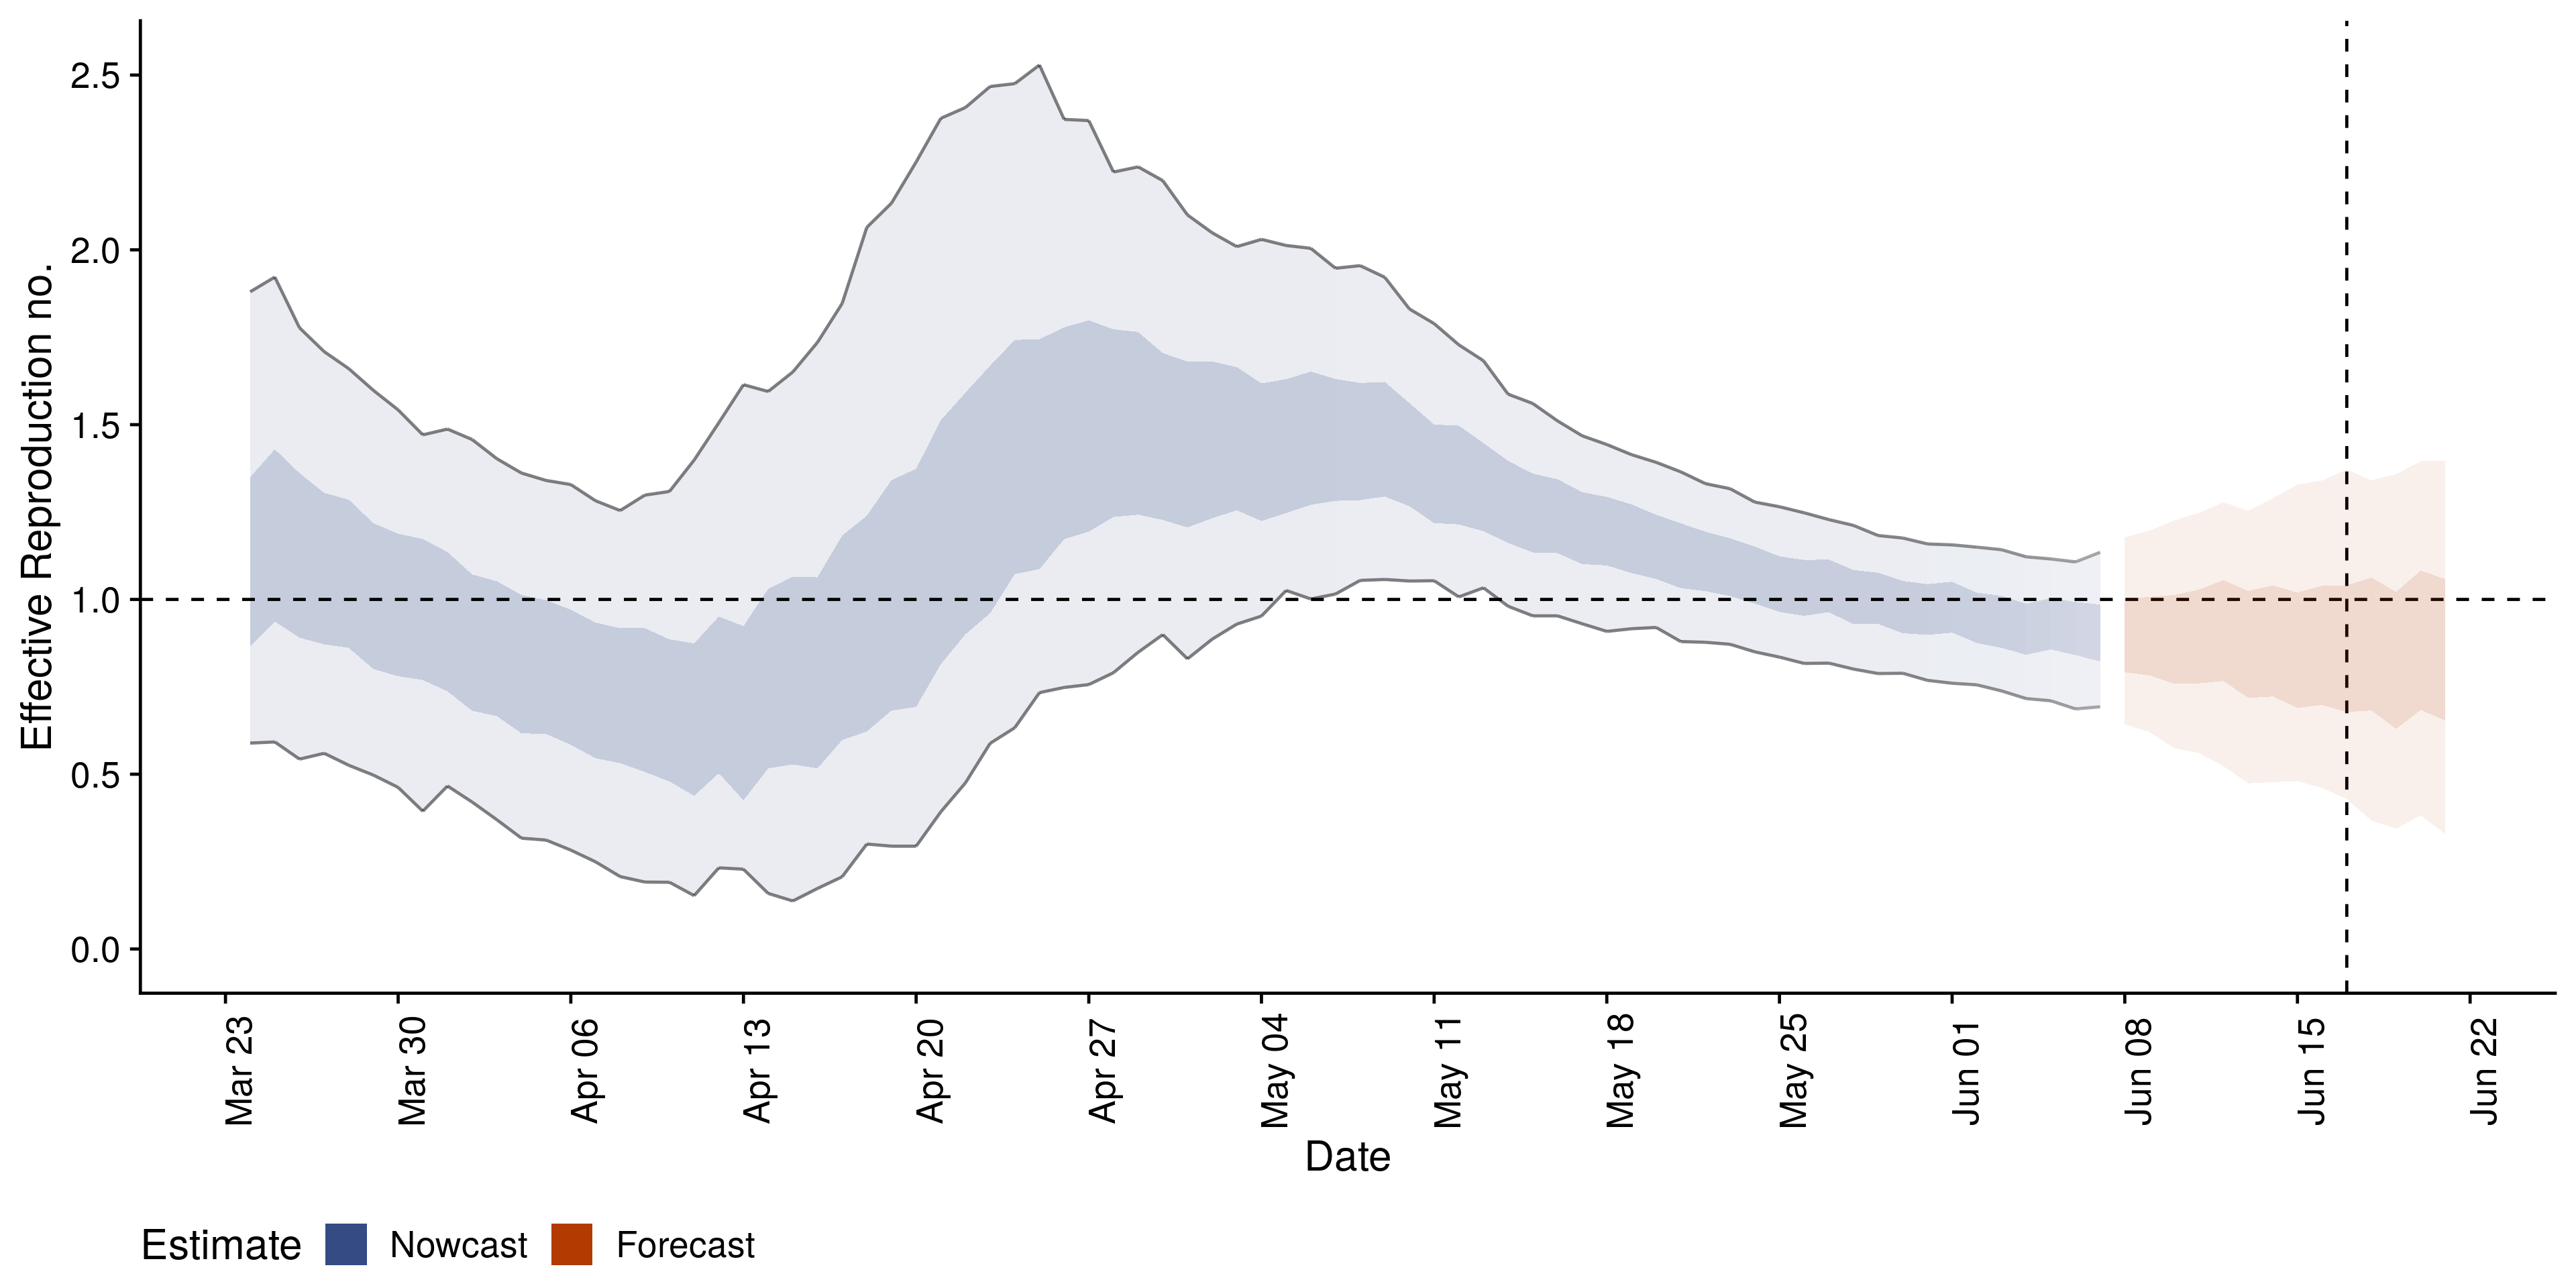 Effective Reproduction no.
2.5
2.0
1.5
1.0
0.5
0.0
Mar 23
Mar 30
Apr 06
Apr 13
Apr 20
Apr 27
May 04
May 11
May 18
May 25
Jun 01
Jun 08
Jun 15
Jun 22
Date
Estimate Nowcast Forecast